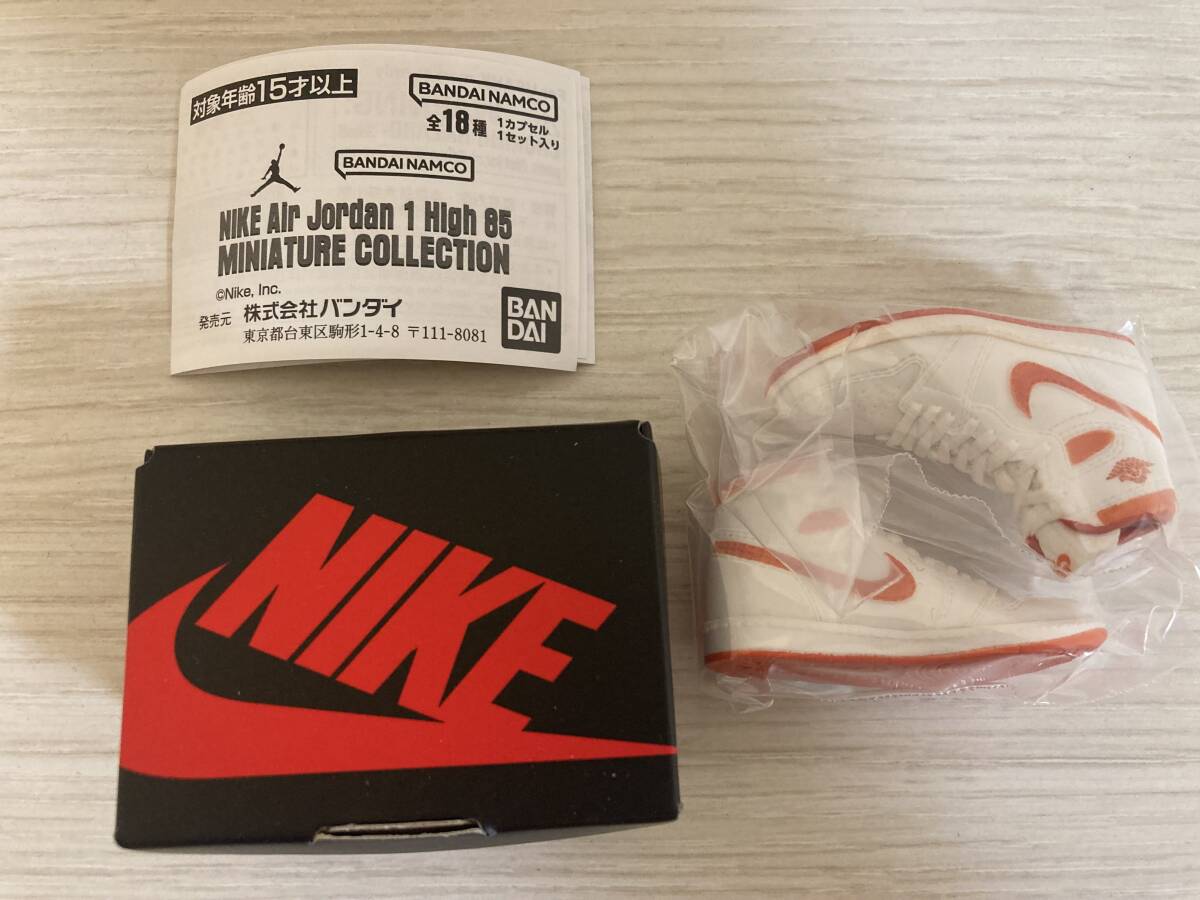 対象年齢15才以上
BANDAI NAMCO
全18種 1カプセル
1セット入り
BANDAI NAMCO
NIKE Air Jordan 1 High 85
MINIATURE COLLECTION
©Nike, Inc.
発売元 株式会社バンダイ
東京都台東区駒形1-4-8 〒111-8081
BAN
DAI
NIKE